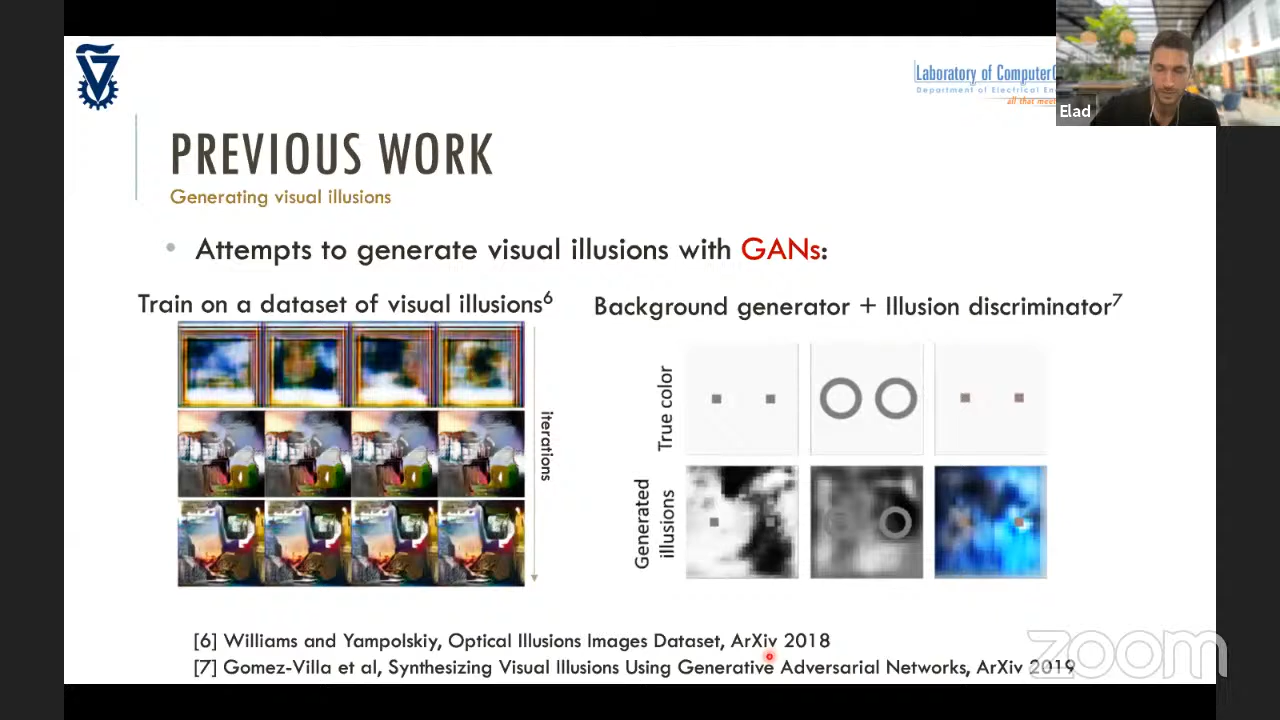 Laboratory of Computer
Department of Electrical
all that
Elad
PREVIOUS WORK
Generating visual illusions
• Attempts to generate visual illusions with GANs:
Train on a dataset of visual illusions6
iterations
Background generator + Illusion discriminator7
True color
Generated
illusions
[6] Williams and Yampolskiy, Optical Illusions Images Dataset, ArXiv 2018
[7] Gomez-Villa et al, Synthesizing Visual Illusions Using Generative Adversarial Networks, ArXiv 2019
zoom